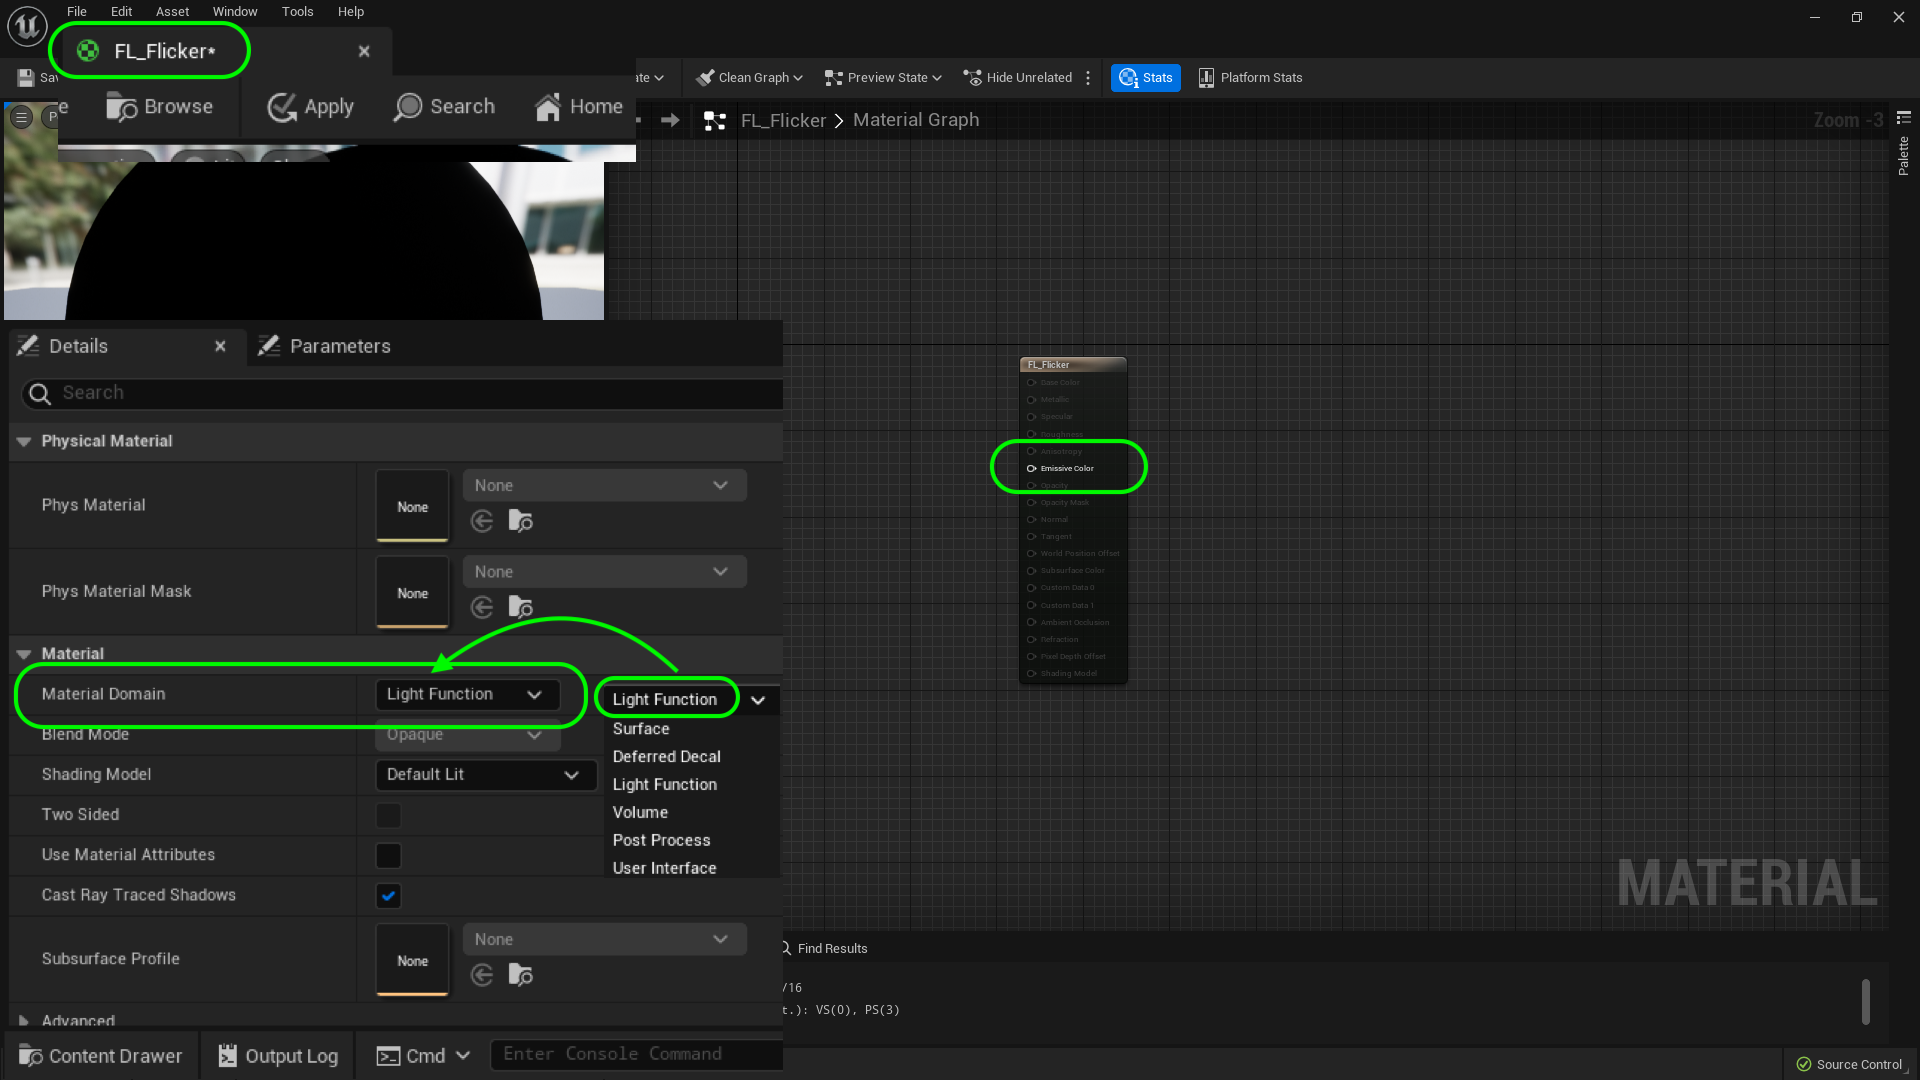 File Edit Asset Window Tools Help
FL_Flicker*
Browse Apply Search Home
Clean Graph Preview State Hide Unrelated Stats Platform Stats
FL_Flicker > Material Graph
Zoom -3
Palette
Details
Parameters
Search
Physical Material
Phys Material
None
None
Phys Material Mask
None
None
Material
Material Domain
Light Function
Blend Mode
Opaque
Shading Model
Default Lit
Two Sided
Use Material Attributes
Cast Ray Traced Shadows
Subsurface Profile
None
None
Advanced
Light Function
Surface
Deferred Decal
Light Function
Volume
Post Process
User Interface
FL_Flicker
Base Color
Metallic
Specular
Roughness
Anisotropy
Emissive Color
Opacity
Opacity Mask
Normal
Tangent
World Position Offset
Subsurface Color
Custom Data 0
Custom Data 1
Ambient Occlusion
Refraction
Pixel Depth Offset
Shading Model
MATERIAL
Find Results
/16
t.): VS(0), PS(3)
Content Drawer Output Log Cmd Enter Console Command
Source Control